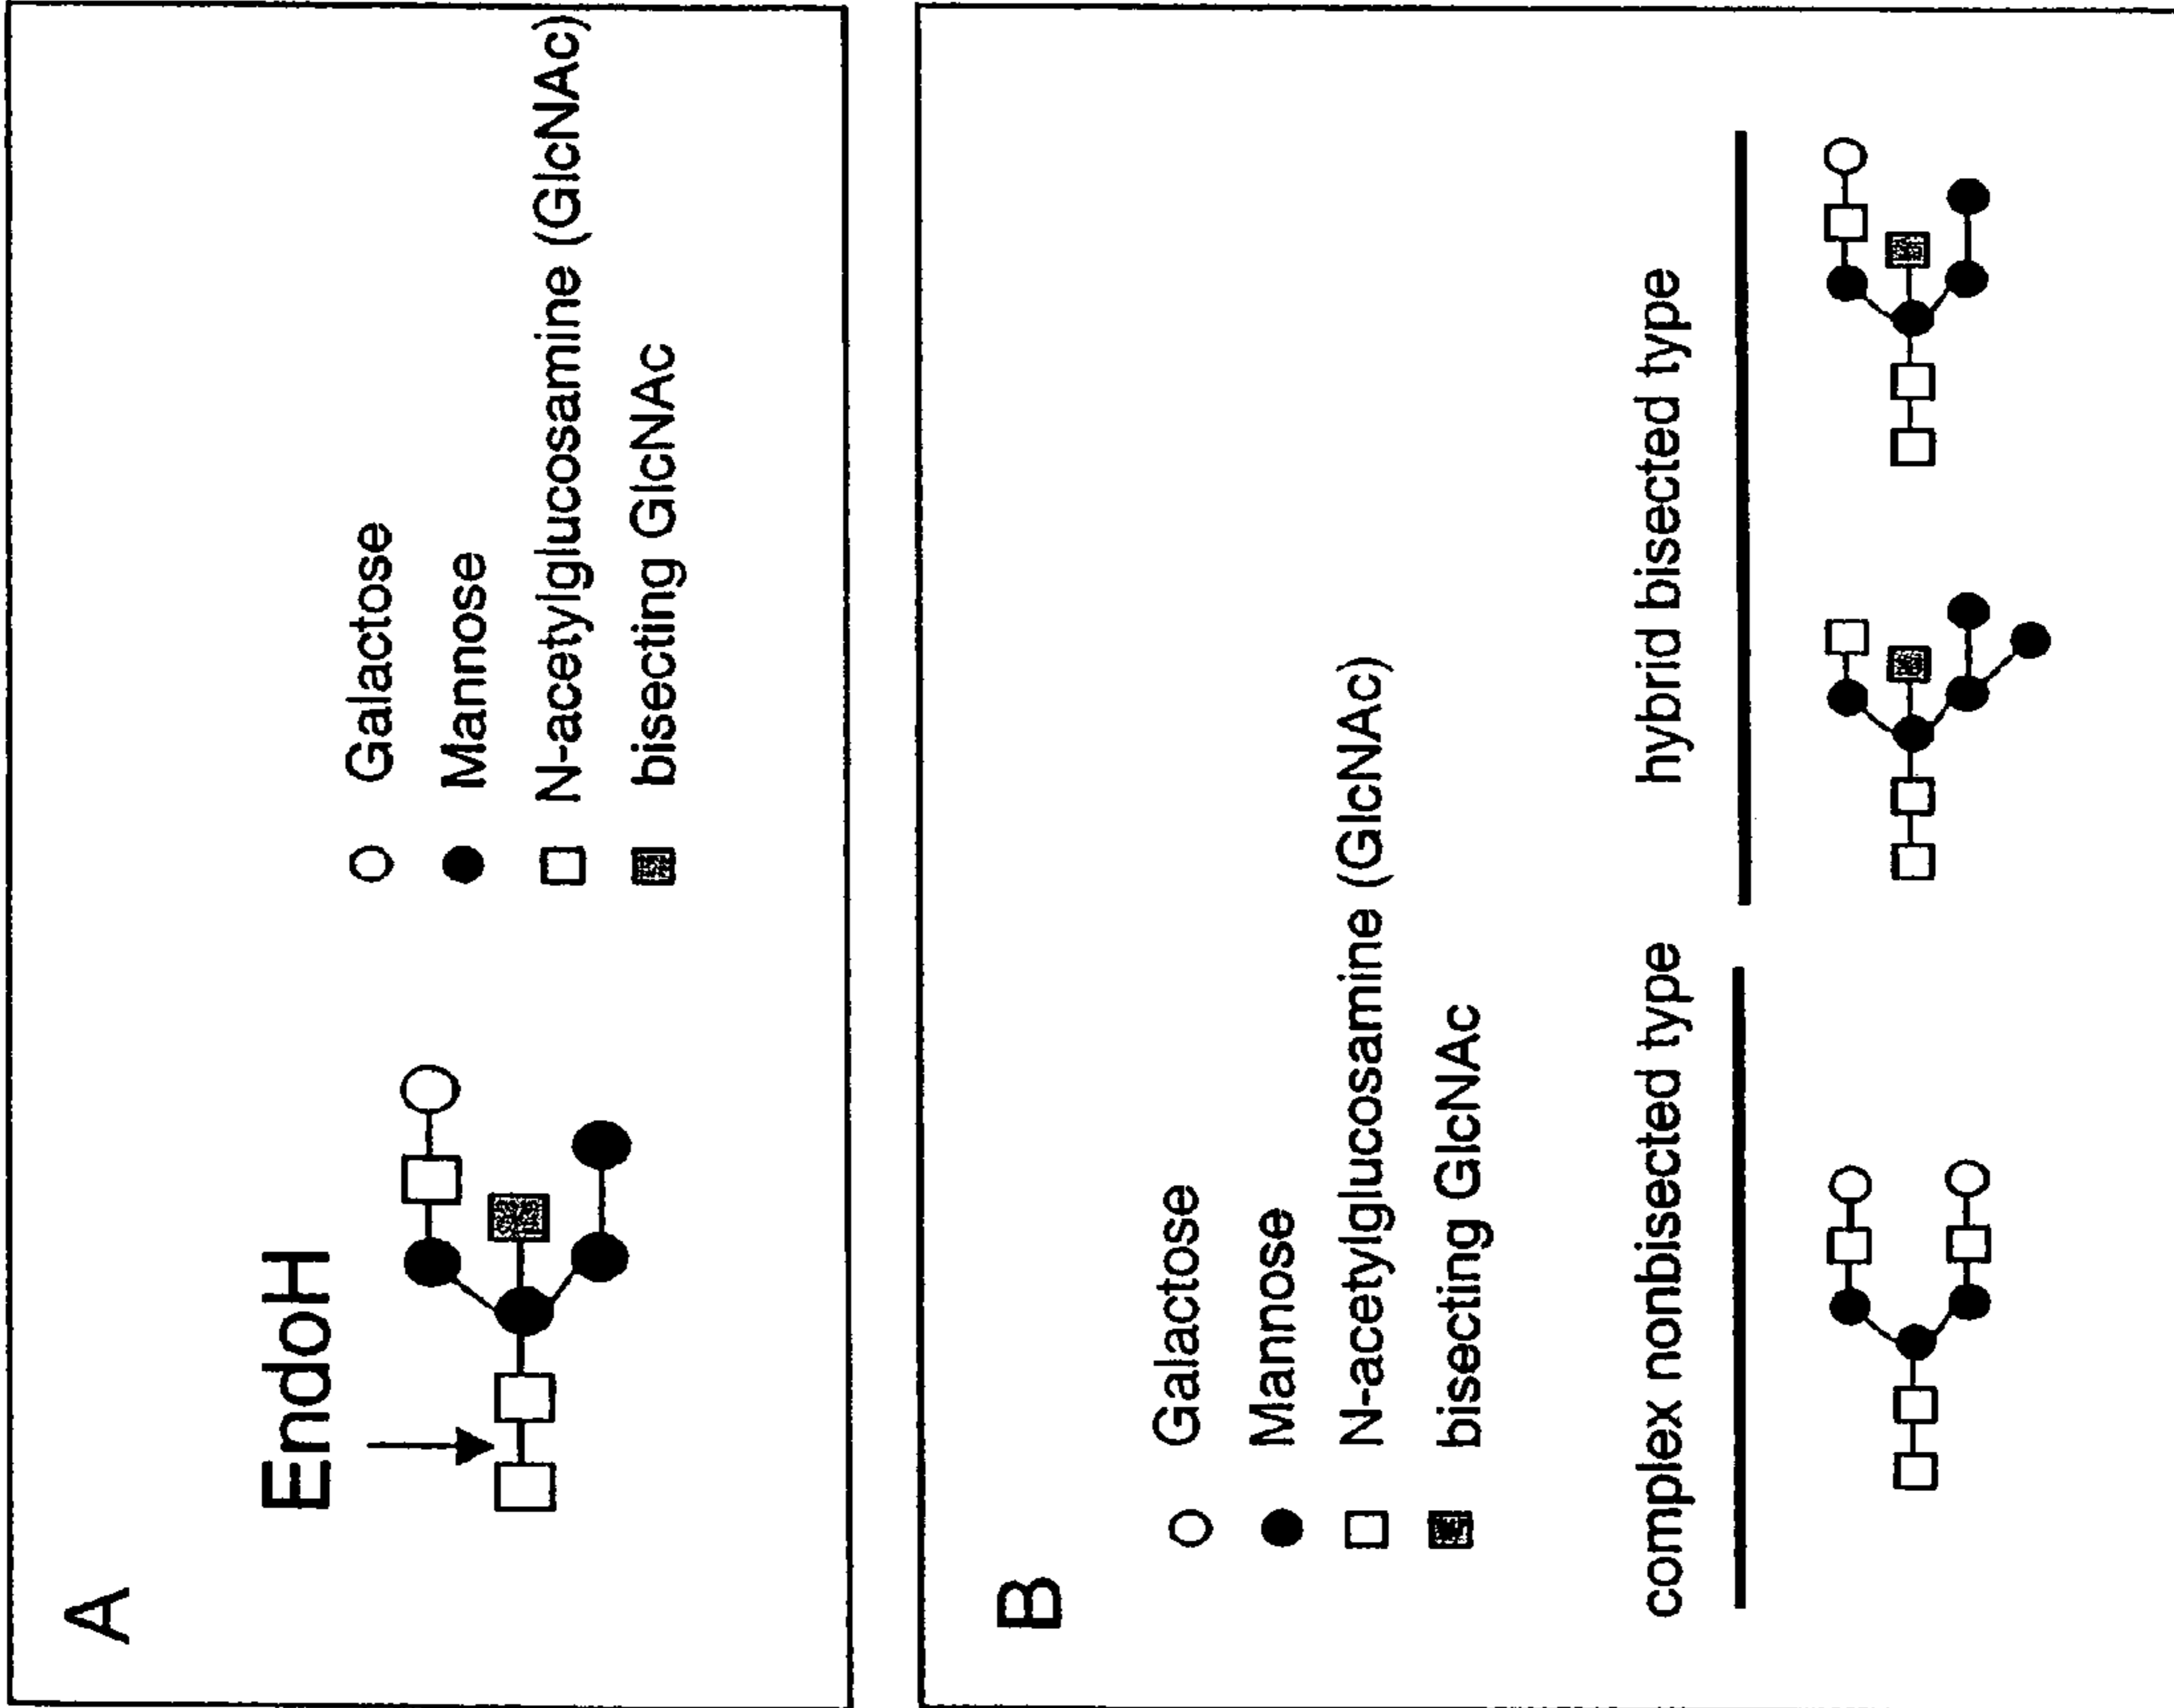 A
EndoH
Galactose
Mannose
N-acetylglucosamine (GlcNAc)
bisecting GlcNAc
B
Galactose
Mannose
N-acetylglucosamine (GlcNAc)
bisecting GlcNAc
complex nonbisected type
hybrid bisected type